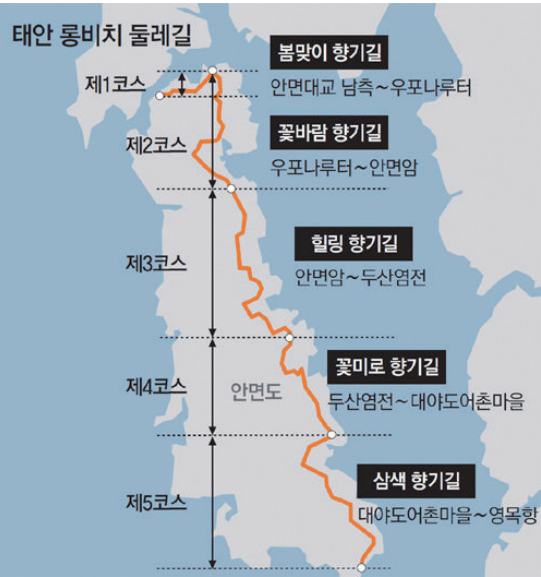 태안 롱비치 둘레길
봄맞이 향기길
제1코스
안면대교 남측~우포나루터
꽃바람 향기길
제2코스
우포나루터~안면암
힐링 향기길
제3코스
안면암~두산염전
꽃미로 향기길
제4코스
안면도
두산염전~대야도어촌마을
삼색 향기길
제5코스
대야도어촌마을~영목항